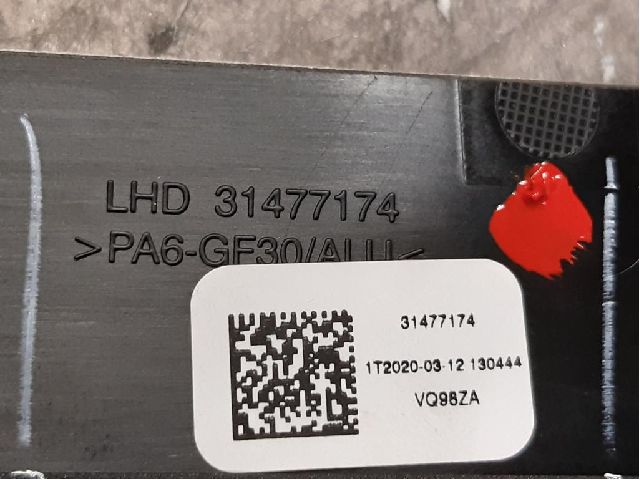 LHD 31477174
>PA6-GF30/ALU<
31477174
1T2020-03-12 130444
VQ98ZA